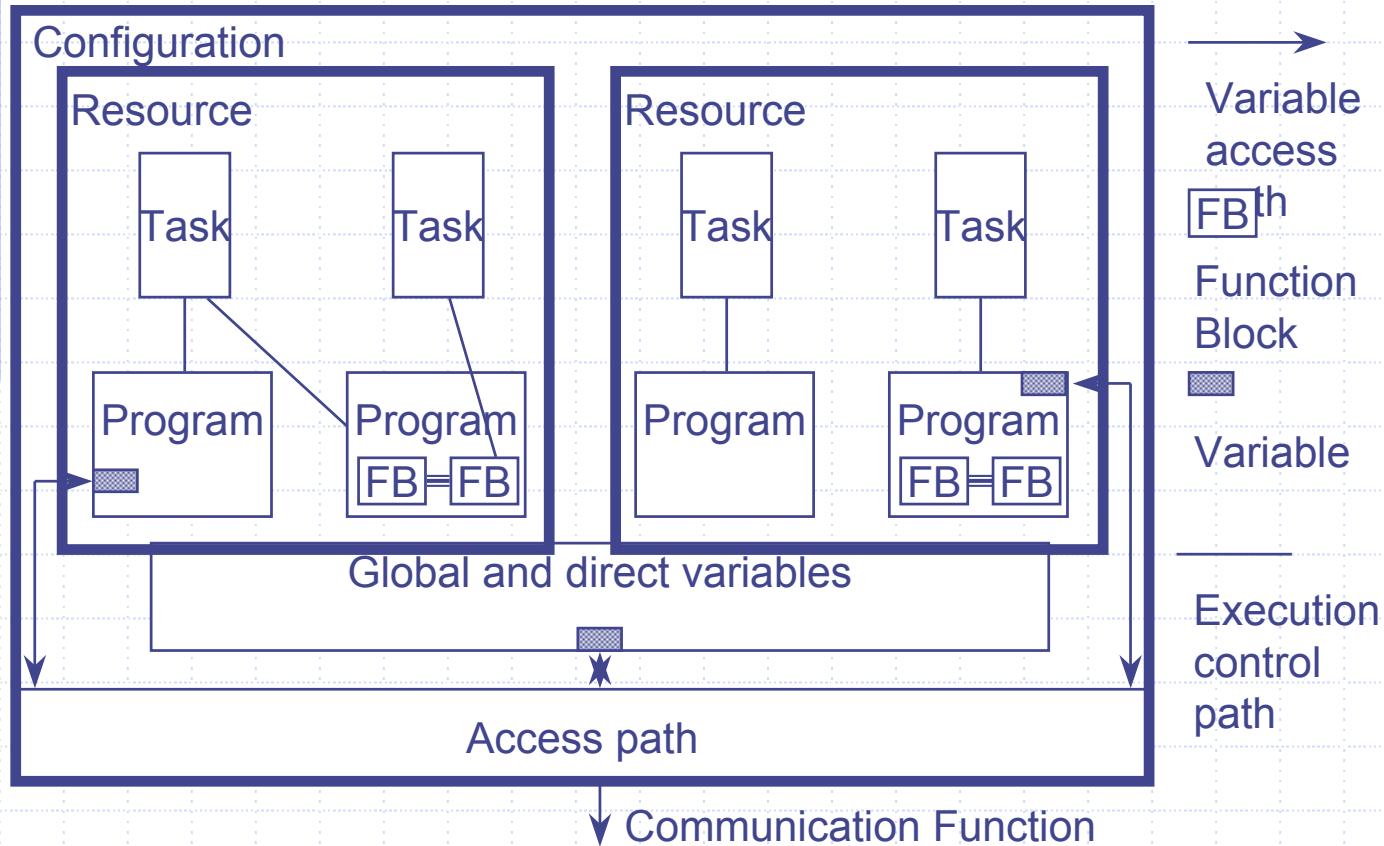 Configuration
Resource
Resource
Task
Task
Task
Task
Program
Program
Program
Program
FB
FB
FB
FB
Global and direct variables
Access path
Communication Function
Variable
access
th
FB
Function
Block
Variable
Execution
control
path